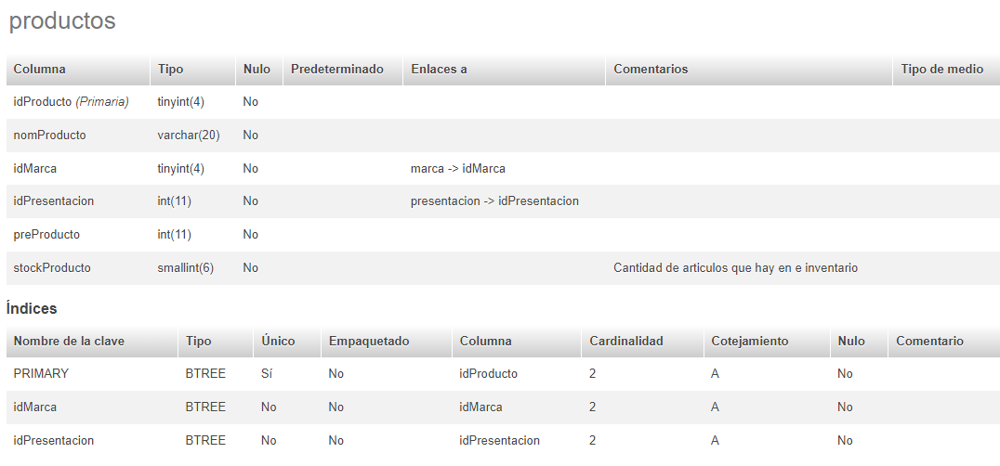 productos
Columna Tipo Nulo Predeterminado Enlaces a Comentarios Tipo de medio
idProducto (Primaria) tinyint(4) No
nomProducto varchar(20) No
idMarca tinyint(4) No marca -> idMarca
idPresentacion int(11) No presentacion -> idPresentacion
preProducto int(11) No
stockProducto smallint(6) No Cantidad de articulos que hay en e inventario
Índices
Nombre de la clave Tipo Único Empaquetado Columna Cardinalidad Cotejamiento Nulo Comentario
PRIMARY BTREE Sí No idProducto 2 A No
idMarca BTREE No No idMarca 2 A No
idPresentacion BTREE No No idPresentacion 2 A No